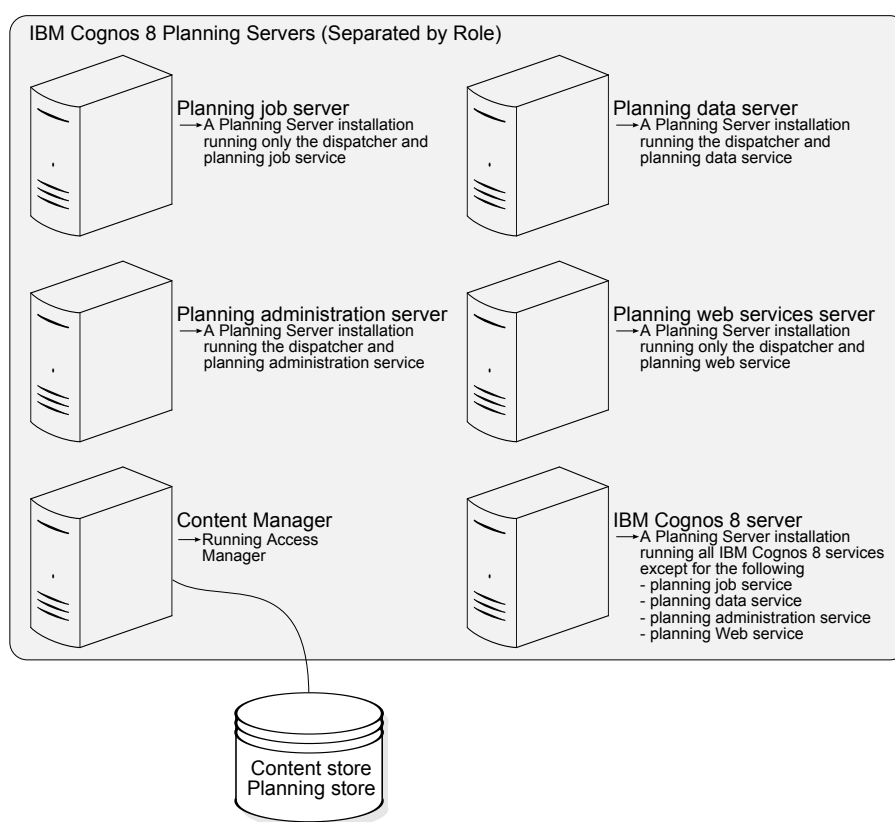 IBM Cognos 8 Planning Servers (Separated by Role)
Planning job server
A Planning Server installation
running only the dispatcher and
planning job service
Planning data server
A Planning Server installation
running the dispatcher and
planning data service
Planning administration server
A Planning Server installation
running the dispatcher and
planning administration service
Planning web services server
A Planning Server installation
running only the dispatcher and
planning web service
Content Manager
Running Access
Manager
IBM Cognos 8 server
A Planning Server installation
running all IBM Cognos 8 services
except for the following
- planning job service
- planning data service
- planning administration service
- planning Web service
Content store
Planning store